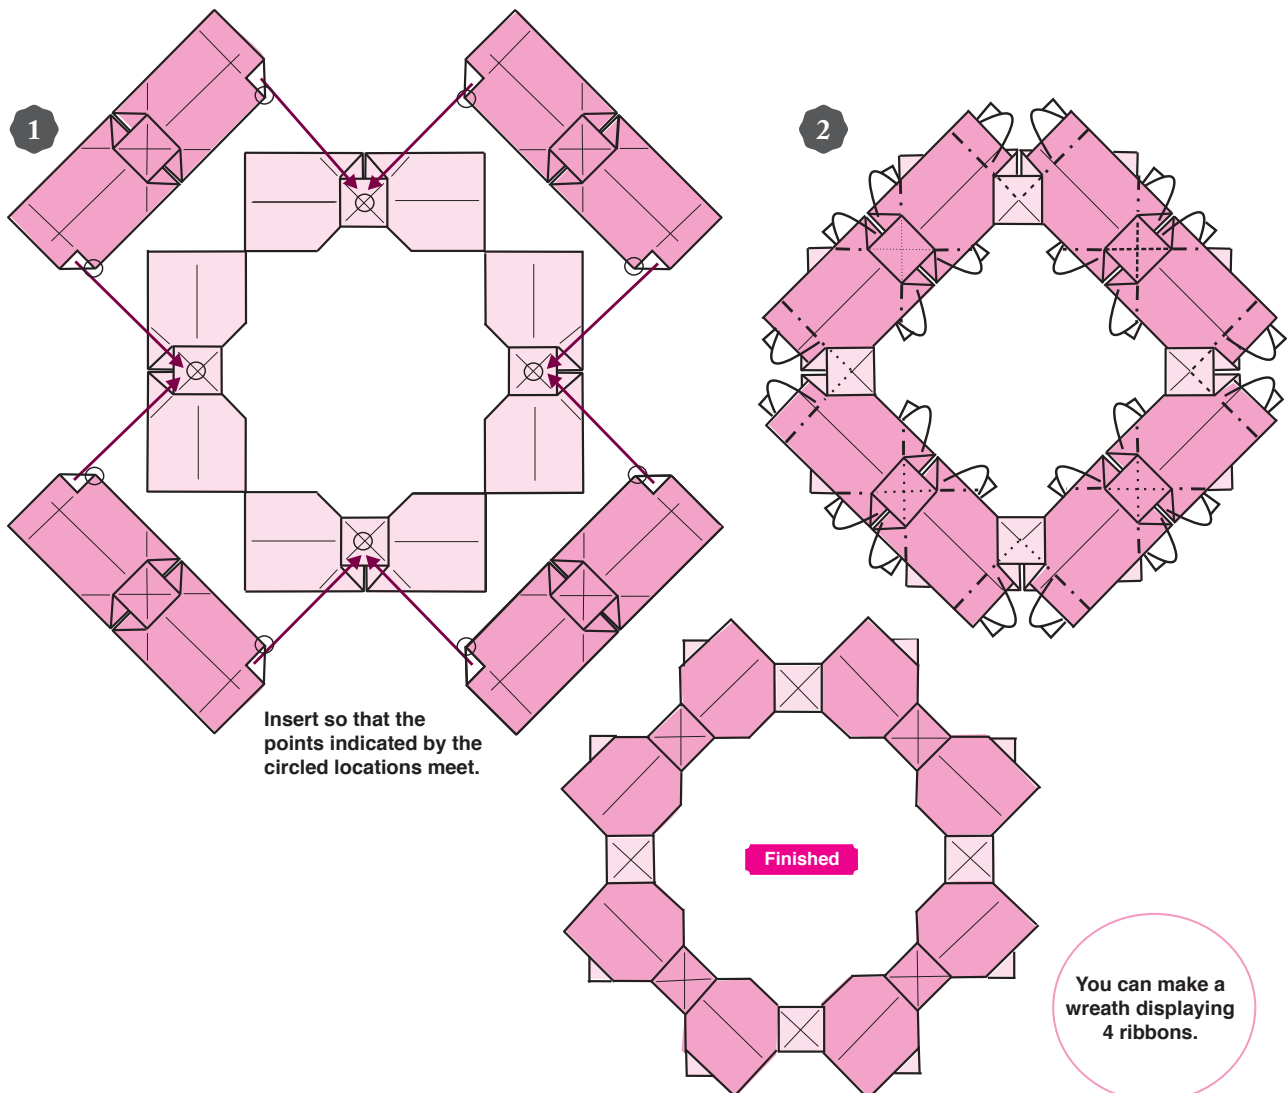 1
2
Insert so that the
points indicated by the
circled locations meet.
Finished
You can make a
wreath displaying
4 ribbons.